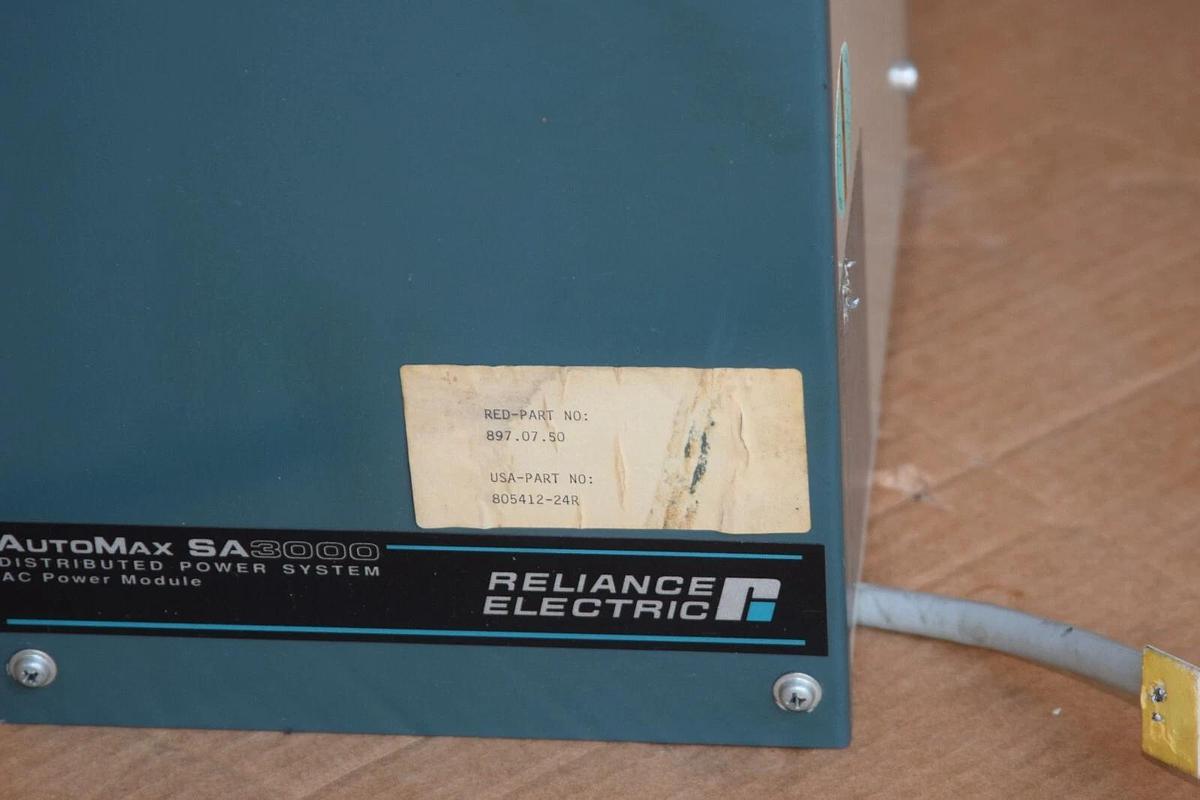 RED-PART NO:
897.07.50
USA-PART NO:
805412-24R
AUTOMAX SA3000
DISTRIBUTED POWER SYSTEM
AC Power Module
RELIANCE
ELECTRIC